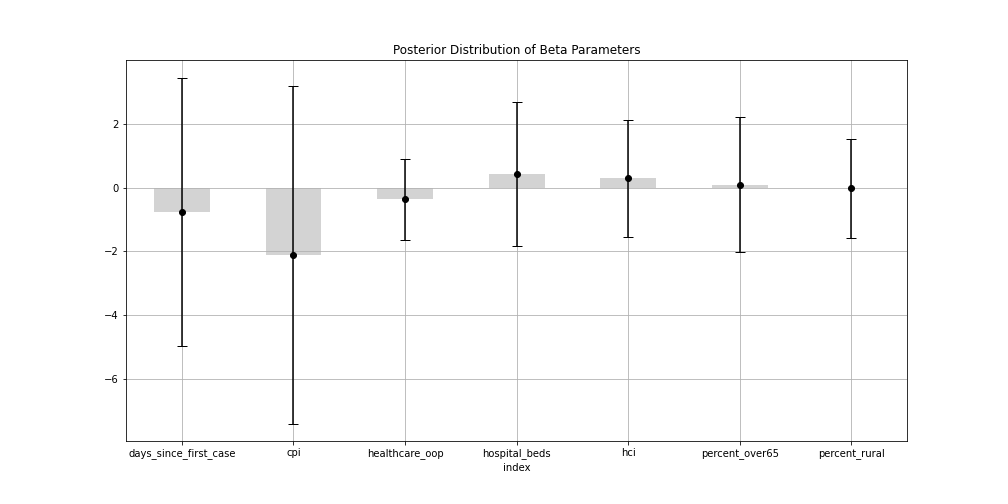 Posterior Distribution of Beta Parameters
2
0
−2
−4
−6
days_since_first_case cpi healthcare_oop hospital_beds hci percent_over65 percent_rural
index